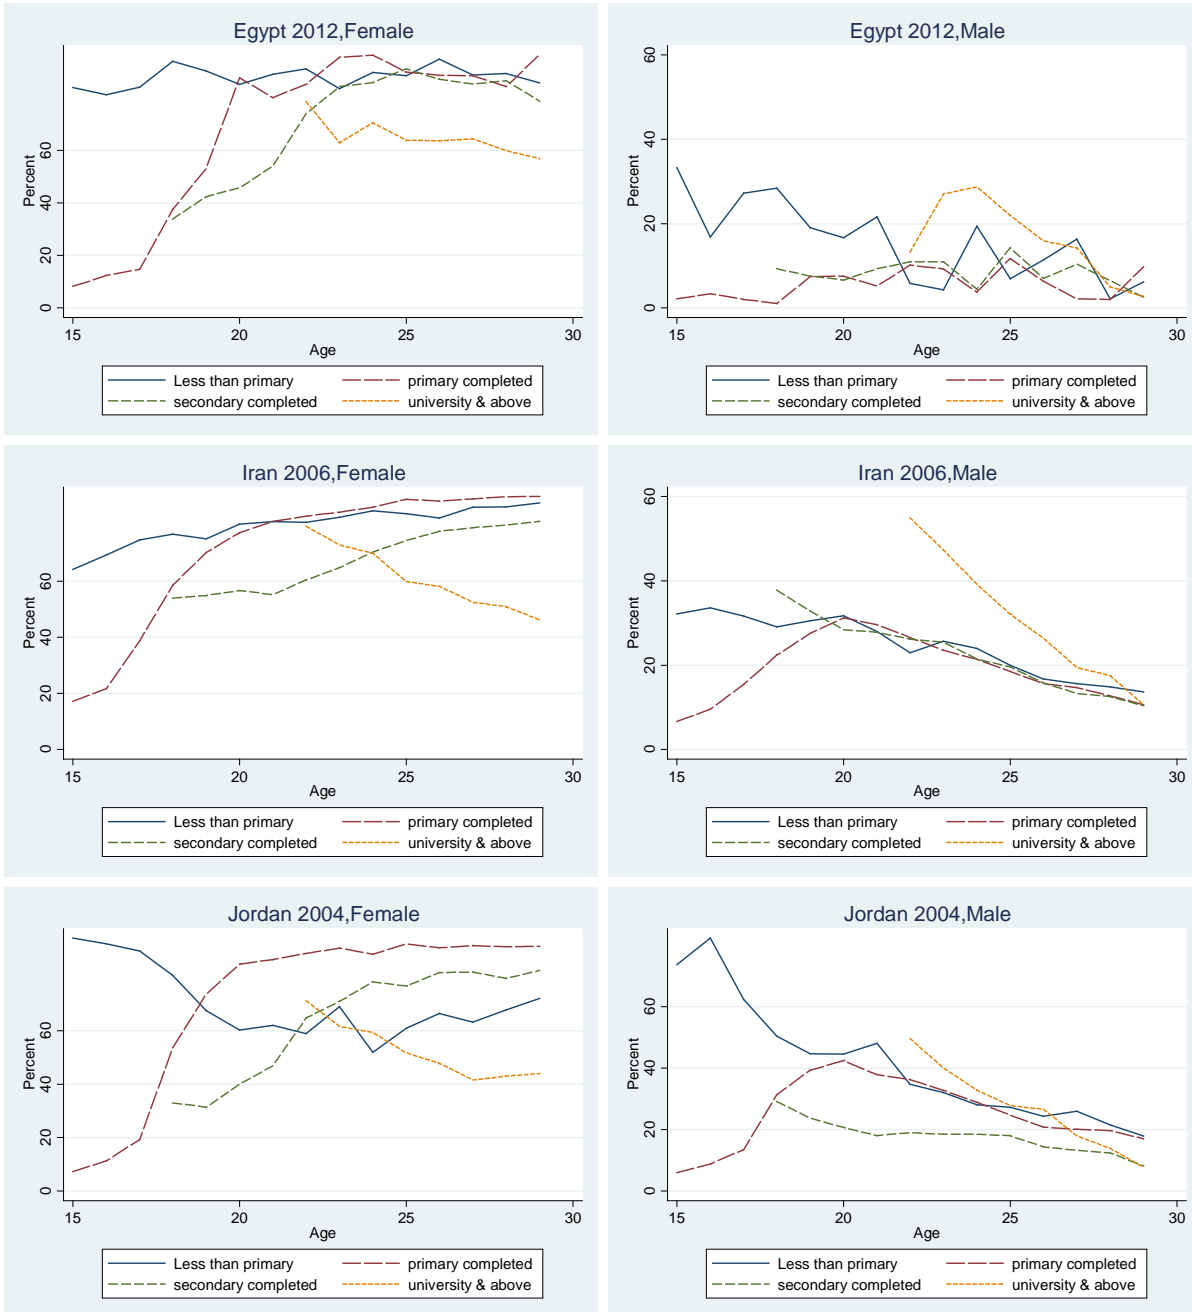 Egypt 2012,Female
Percent
60
40
20
0
15 20 25 30
Age
Less than primary primary completed
secondary completed university & above
Egypt 2012,Male
Percent
60
40
20
0
15 20 25 30
Age
Less than primary primary completed
secondary completed university & above
Iran 2006,Female
Percent
60
40
20
0
15 20 25 30
Age
Less than primary primary completed
secondary completed university & above
Iran 2006,Male
Percent
60
40
20
0
15 20 25 30
Age
Less than primary primary completed
secondary completed university & above
Jordan 2004,Female
Percent
60
40
20
0
15 20 25 30
Age
Less than primary primary completed
secondary completed university & above
Jordan 2004,Male
Percent
60
40
20
0
15 20 25 30
Age
Less than primary primary completed
secondary completed university & above